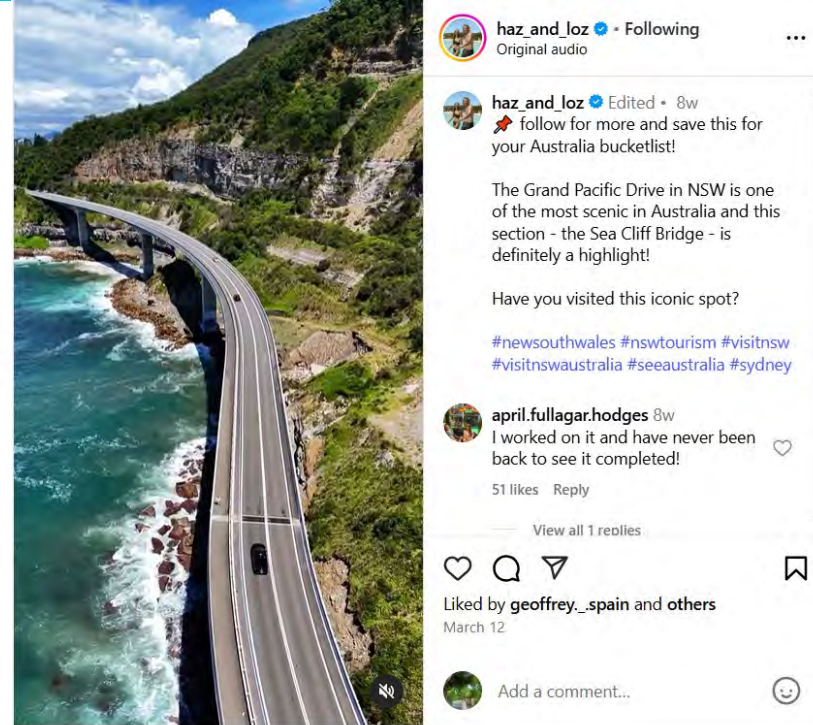 haz_and_loz • Following
Original audio
haz_and_loz Edited • 8w
📌 follow for more and save this for
your Australia bucketlist!
The Grand Pacific Drive in NSW is one
of the most scenic in Australia and this
section - the Sea Cliff Bridge - is
definitely a highlight!
Have you visited this iconic spot?
#newsouthwales #nswtourism #visitnsw
#visitnswaustralia #seeaustralia #sydney
april.fullagar.hodges 8w
I worked on it and have never been
back to see it completed!
51 likes Reply
View all 1 replies
Liked by geoffrey._.spain and others
March 12
Add a comment...